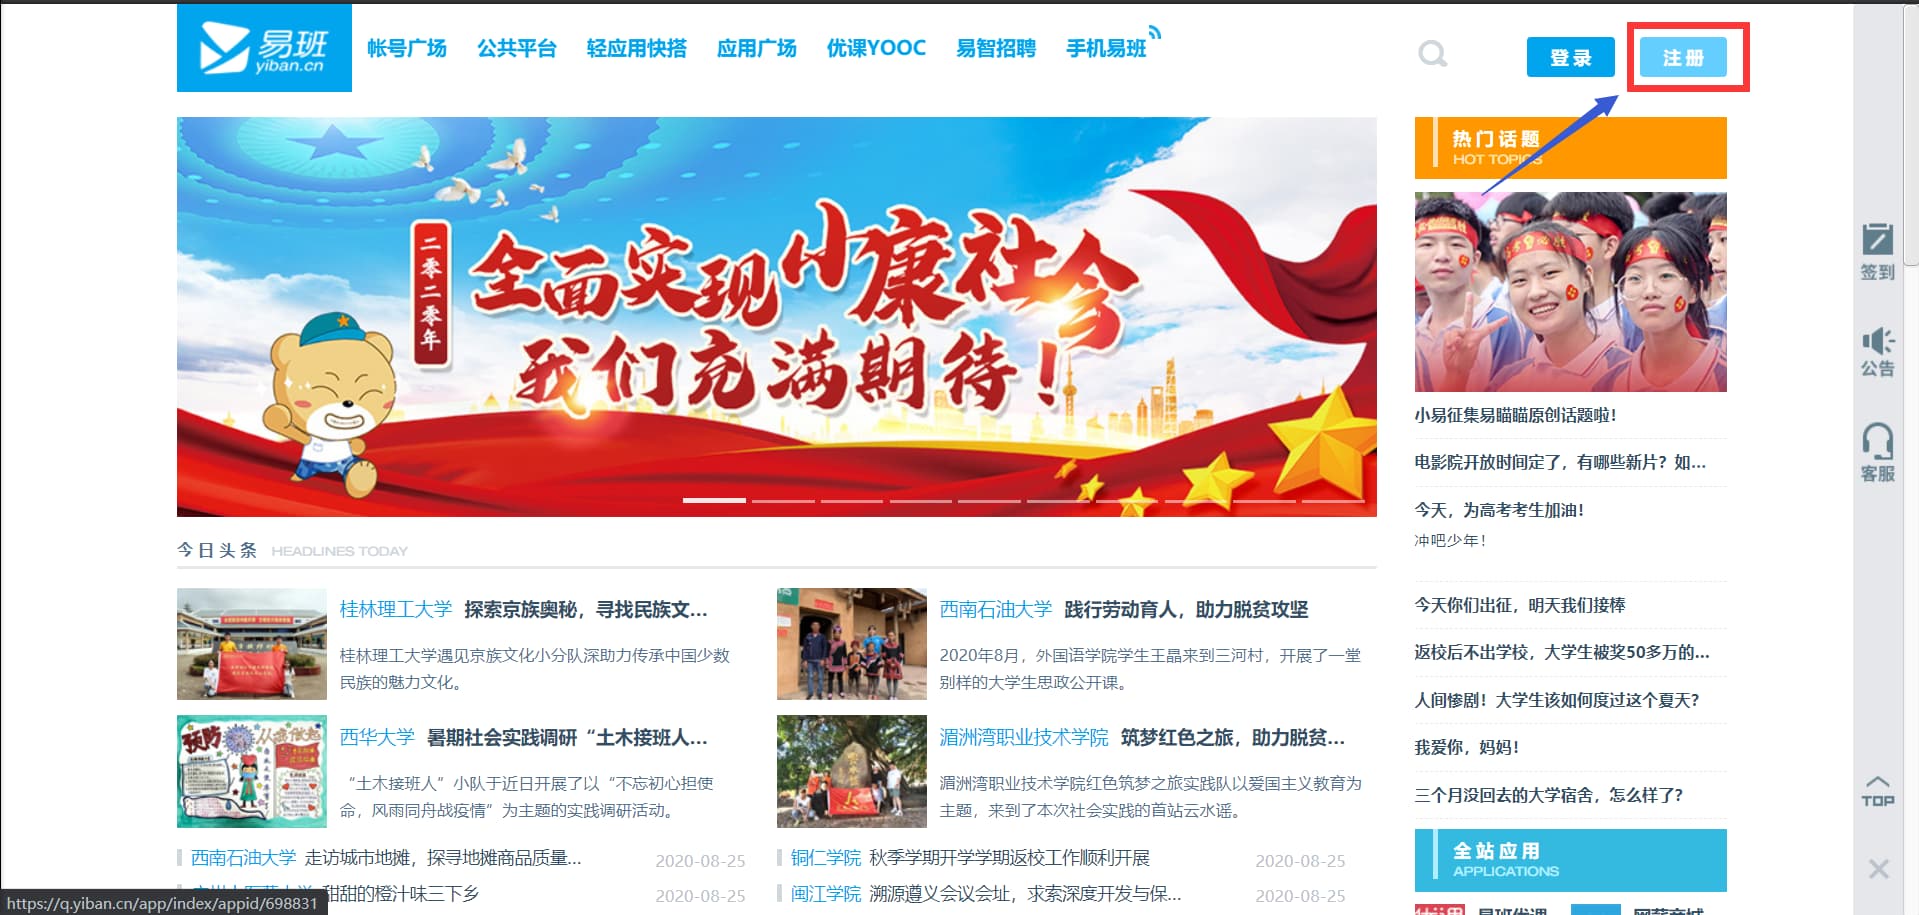 易班
yiban.cn
帐号广场 公共平台 轻应用快搭 应用广场 优课YOOC 易智招聘 手机易班
登录 注册
二零二零年
全面实现小康社会
我们充满期待！
热门话题
HOT TOPICS
小易征集易瞄瞄原创话题啦！
电影院开放时间定了，有哪些新片？如...
今天，为高考考生加油！
冲吧少年！
今天你们出征，明天我们接棒
返校后不出学校，大学生被奖50多万的...
人间惨剧！大学生该如何度过这个夏天？
我爱你，妈妈！
三个月没回去的大学宿舍，怎么样了？
全站应用
APPLICATIONS
易班优课 网薪商城
签到
公告
客服
TOP
今日头条 HEADLINES TODAY
桂林理工大学 探索京族奥秘，寻找民族文...
桂林理工大学遇见京族文化小分队深助力传承中国少数
民族的魅力文化。
西南石油大学 践行劳动育人，助力脱贫攻坚
2020年8月，外国语学院学生王晶来到三河村，开展了一堂
别样的大学生思政公开课。
预防
西华大学 暑期社会实践调研“土木接班人...
“土木接班人”小队于近日开展了以“不忘初心担使
命，风雨同舟战疫情”为主题的实践调研活动。
湄洲湾职业技术学院 筑梦红色之旅，助力脱贫...
湄洲湾职业技术学院红色筑梦之旅实践队以爱国主义教育为
主题，来到了本次社会实践的首站云水谣。
西南石油大学 走访城市地摊，探寻地摊商品质量... 2020-08-25
铜仁学院 秋季学期开学学期返校工作顺利开展 2020-08-25
甜甜的橙汁味三下乡 2020-08-25
闽江学院 溯源遵义会议会址，求索深度开发与保... 2020-08-25
https://q.yiban.cn/app/index/appid/698831